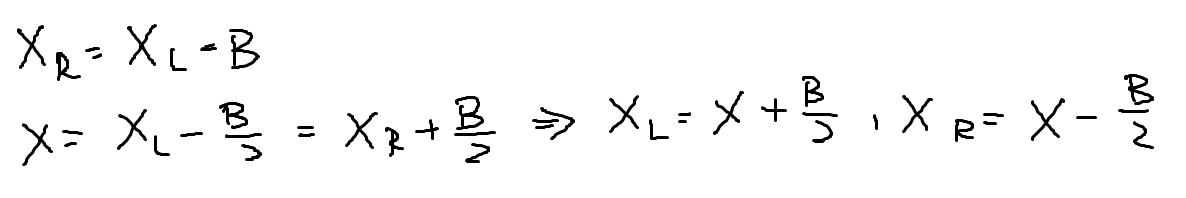 X_R = X_L - B
X = X_L - B/2 = X_R + B/2 ⇒ X_L = X + B/2 , X_R = X - B/2